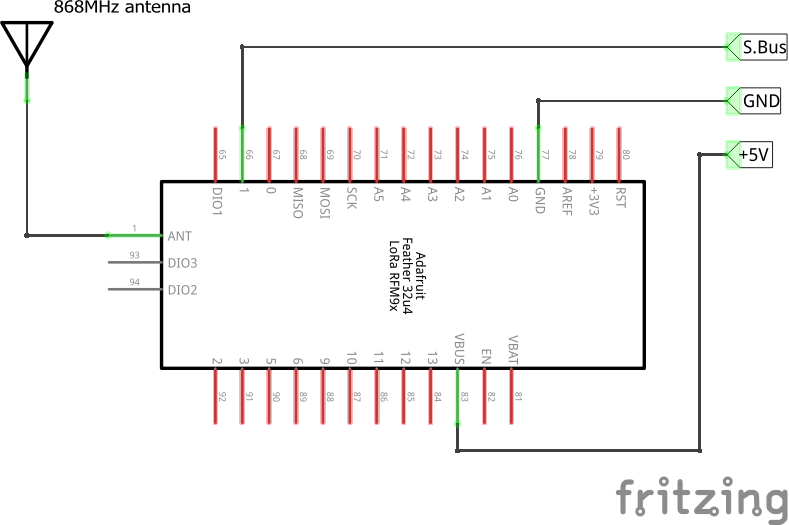 868MHz antenna
S.Bus
GND
+5V
65 66 67 68 69 70 71 72 73 74 75 76 77 78 79 80
DIO1 1 0 MISO MOSI SCK A5 A4 A3 A2 A1 A0 GND AREF +3V3 RST
1 ANT
93 DIO3
94 DIO2
Adafruit
Feather 32u4
LoRa RFM9x
2 3 5 6 9 10 11 12 13 VBUS EN VBAT
92 91 90 89 88 87 86 85 84 83 82 81
fritzing